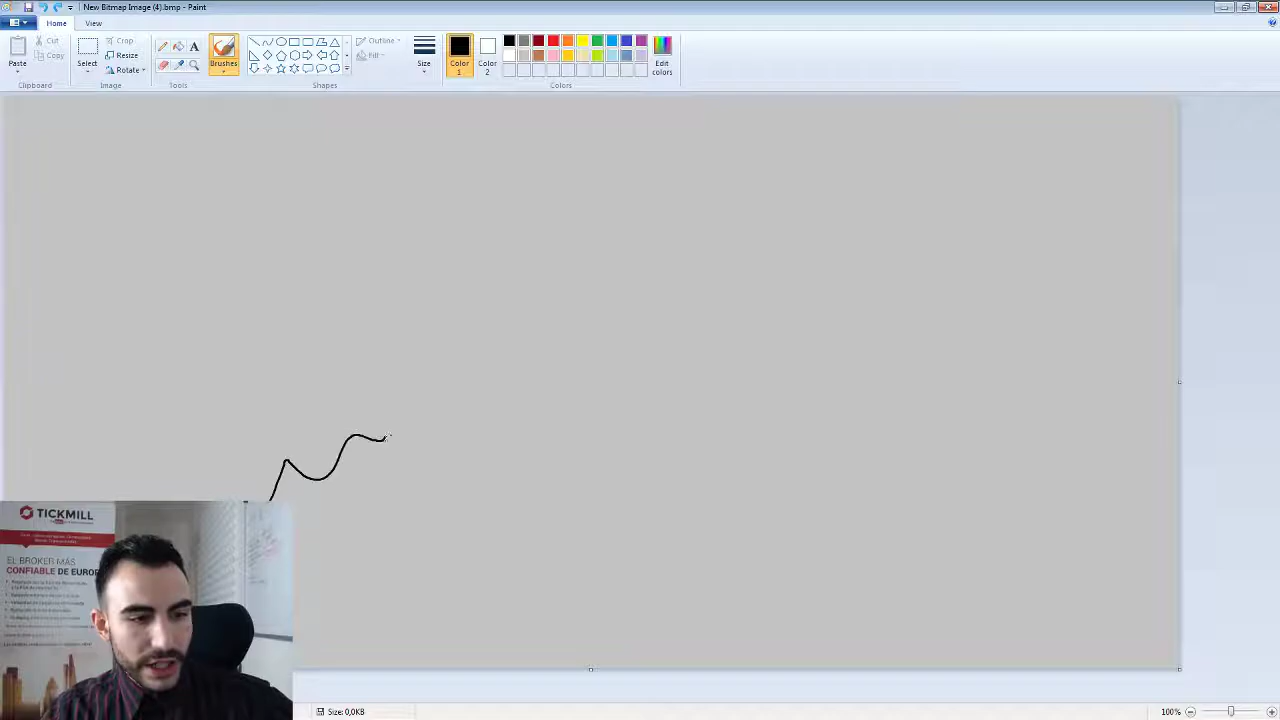 New Bitmap Image (4).bmp - Paint
Home View
Paste
Cut
Copy
Clipboard
Select
Crop
Resize
Rotate
Image
A
Tools
Brushes
Outline
Fill
Shapes
Size
Color 1
Color 2
Edit colors
Colors
TICKMILL
EL BROKER MÁS
CONFIABLE DE EUROP
Size: 0,0KB
100%